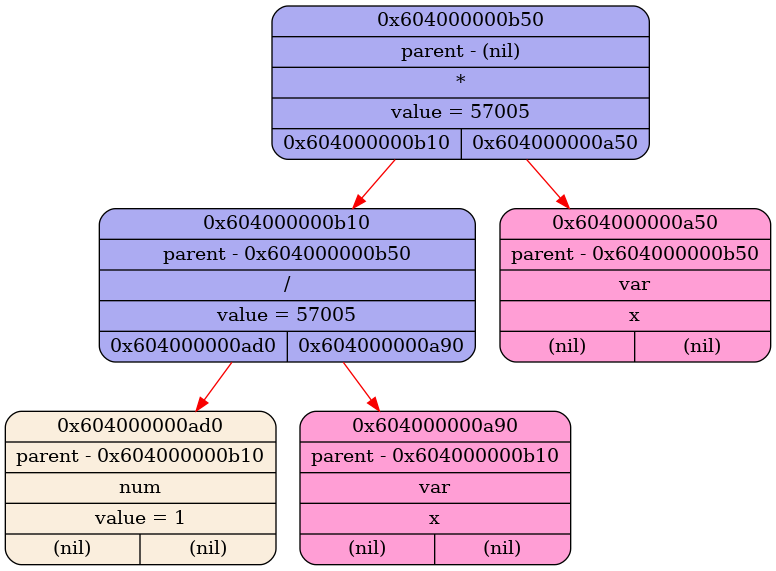 0x604000000b50
parent - (nil)
*
value = 57005
0x604000000b10 0x604000000a50
0x604000000b10
parent - 0x604000000b50
/
value = 57005
0x604000000ad0 0x604000000a90
0x604000000a50
parent - 0x604000000b50
var
x
(nil) (nil)
0x604000000ad0
parent - 0x604000000b10
num
value = 1
(nil) (nil)
0x604000000a90
parent - 0x604000000b10
var
x
(nil) (nil)